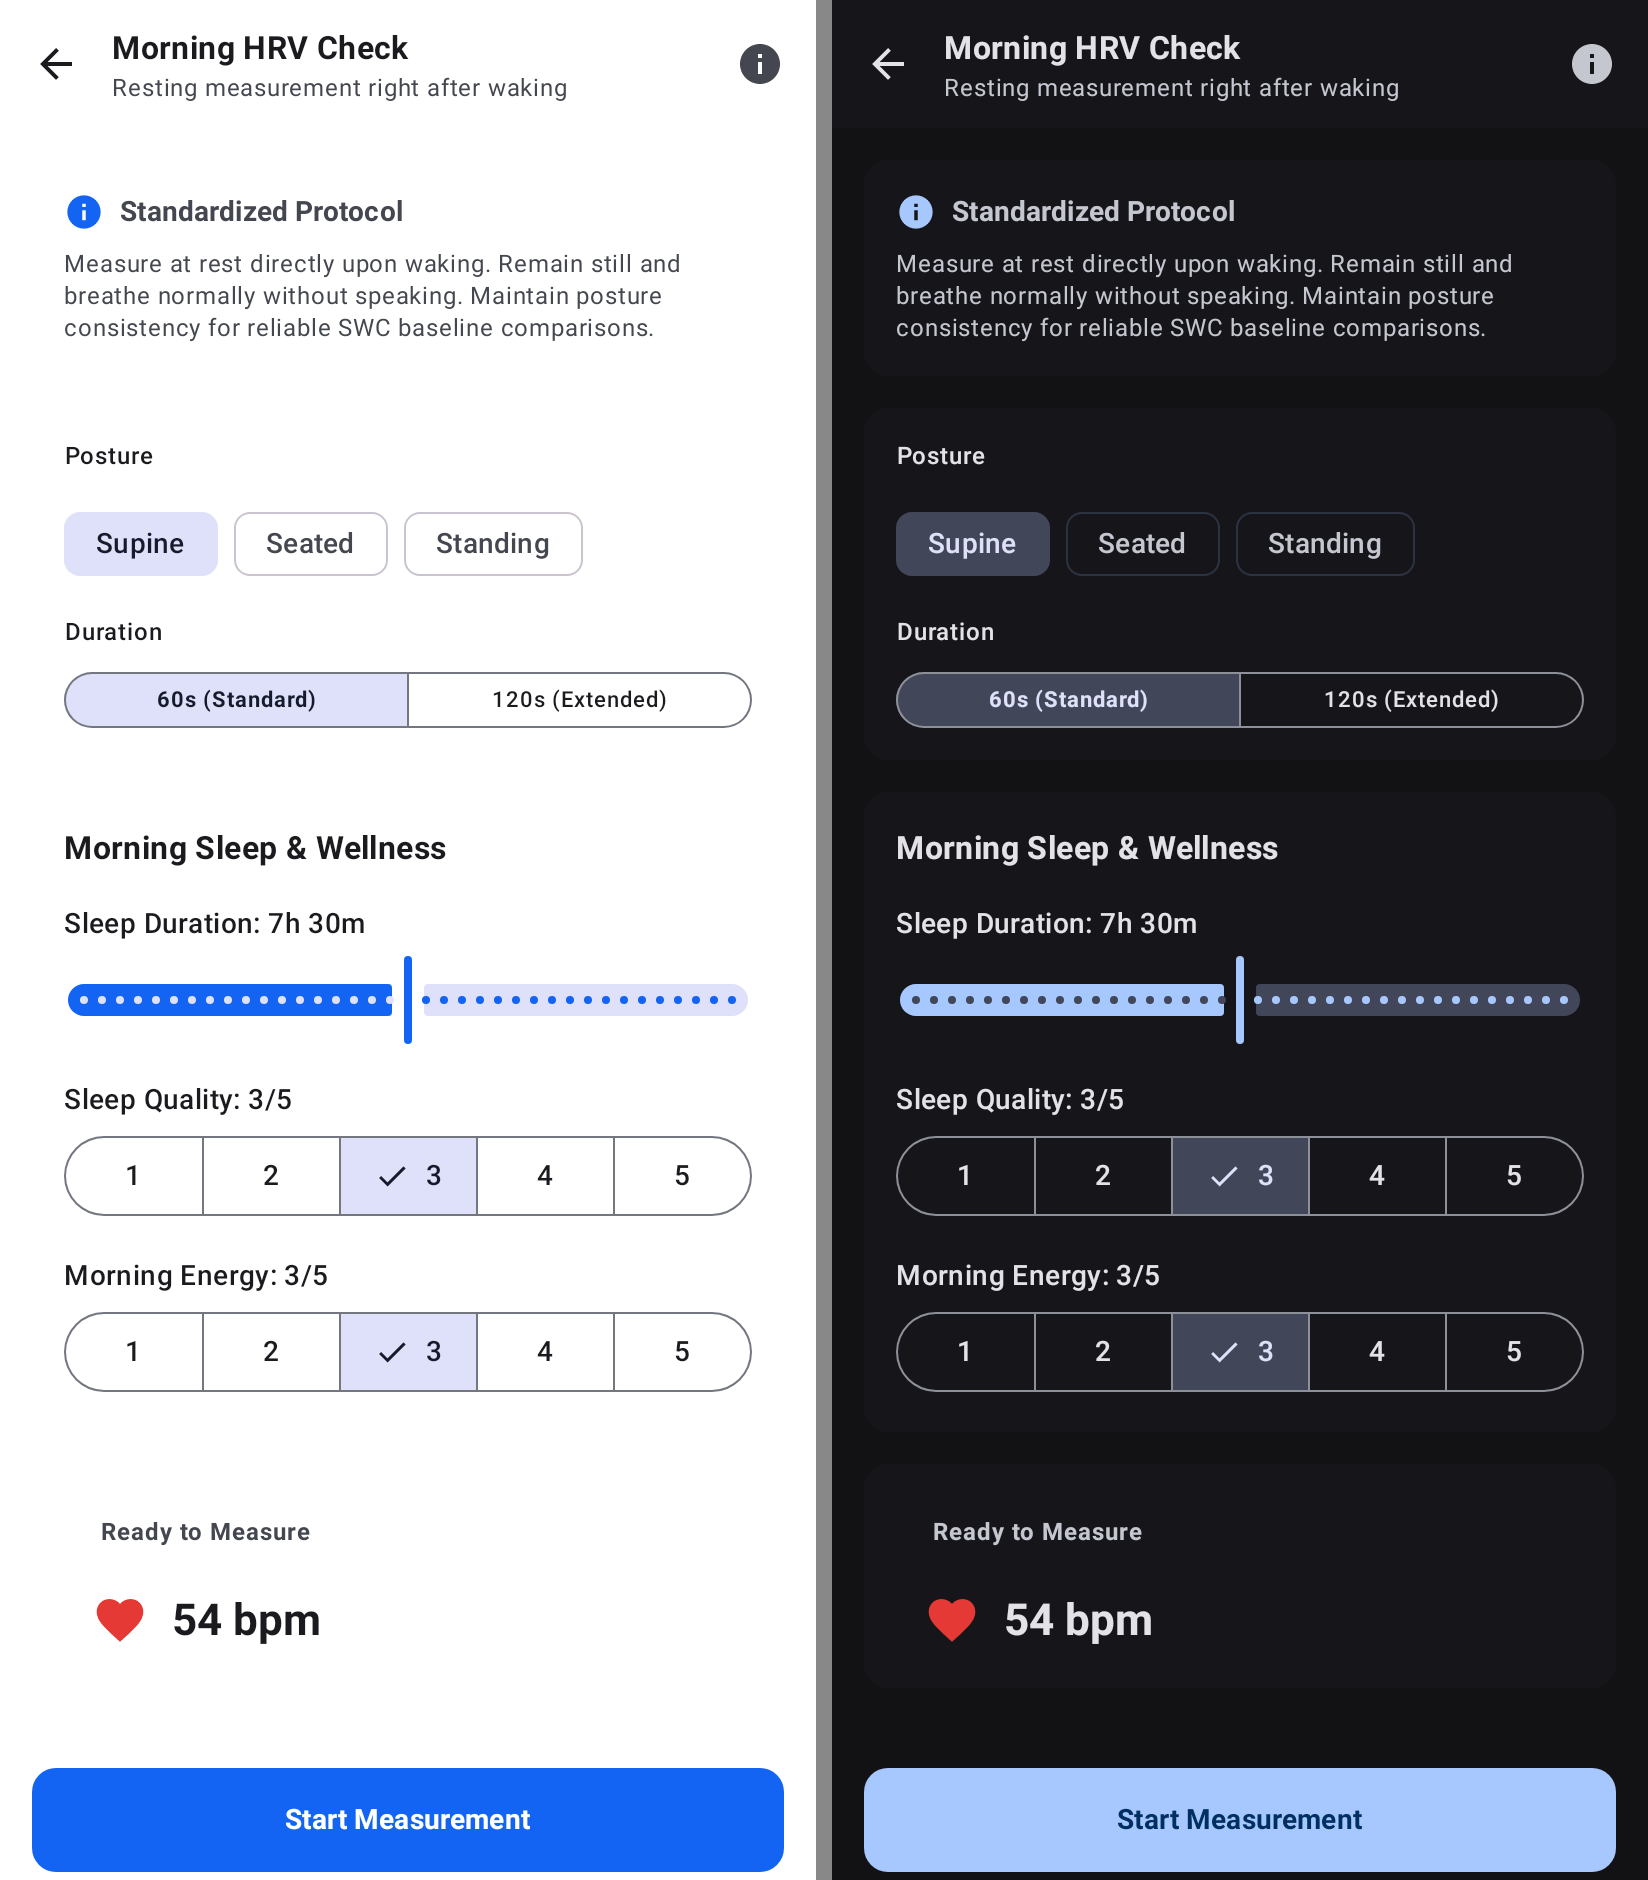 Morning HRV Check
Resting measurement right after waking
Standardized Protocol
Measure at rest directly upon waking. Remain still and
breathe normally without speaking. Maintain posture
consistency for reliable SWC baseline comparisons.
Posture
Supine Seated Standing
Duration
60s (Standard) 120s (Extended)
Morning Sleep & Wellness
Sleep Duration: 7h 30m
Sleep Quality: 3/5
1 2 3 4 5
Morning Energy: 3/5
1 2 3 4 5
Ready to Measure
54 bpm
Start Measurement
Morning HRV Check
Resting measurement right after waking
Standardized Protocol
Measure at rest directly upon waking. Remain still and
breathe normally without speaking. Maintain posture
consistency for reliable SWC baseline comparisons.
Posture
Supine Seated Standing
Duration
60s (Standard) 120s (Extended)
Morning Sleep & Wellness
Sleep Duration: 7h 30m
Sleep Quality: 3/5
1 2 3 4 5
Morning Energy: 3/5
1 2 3 4 5
Ready to Measure
54 bpm
Start Measurement